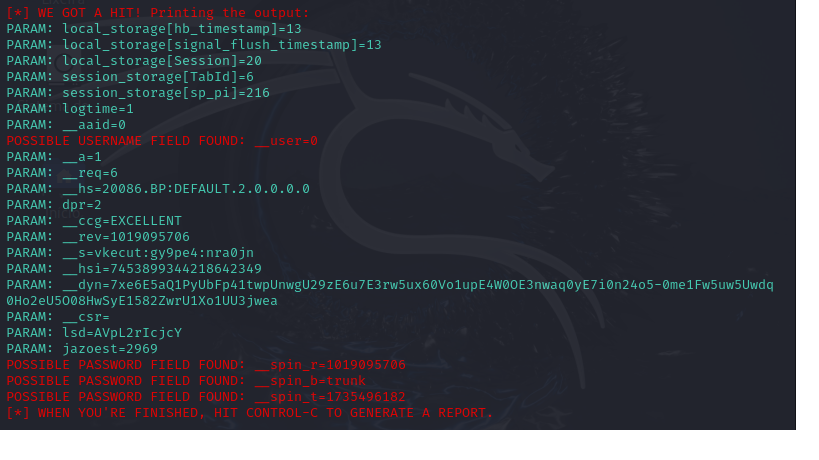 [*] WE GOT A HIT! Printing the output:
PARAM: local_storage[hb_timestamp]=13
PARAM: local_storage[signal_flush_timestamp]=13
PARAM: local_storage[Session]=20
PARAM: session_storage[TabId]=6
PARAM: session_storage[sp_pi]=216
PARAM: logtime=1
PARAM: __aaid=0
POSSIBLE USERNAME FIELD FOUND: __user=0
PARAM: __a=1
PARAM: __req=6
PARAM: __hs=20086.BP:DEFAULT.2.0.0.0.0
PARAM: dpr=2
PARAM: __ccg=EXCELLENT
PARAM: __rev=1019095706
PARAM: __s=vkecut:gy9pe4:nra0jn
PARAM: __hsi=7453899344218642349
PARAM: __dyn=7xe6E5aQ1PyUbFp41twpUnwgU29zE6u7E3rw5ux60Vo1upE4W0OE3nwaq0yE7i0n24o5-0me1Fw5uw5Uwdq
0Ho2eU5O08HwSyE1582ZwrU1Xo1UU3jwea
PARAM: __csr=
PARAM: lsd=AVpL2rIcjcY
PARAM: jazoest=2969
POSSIBLE PASSWORD FIELD FOUND: __spin_r=1019095706
POSSIBLE PASSWORD FIELD FOUND: __spin_b=trunk
POSSIBLE PASSWORD FIELD FOUND: __spin_t=1735496182
[*] WHEN YOU'RE FINISHED, HIT CONTROL-C TO GENERATE A REPORT.